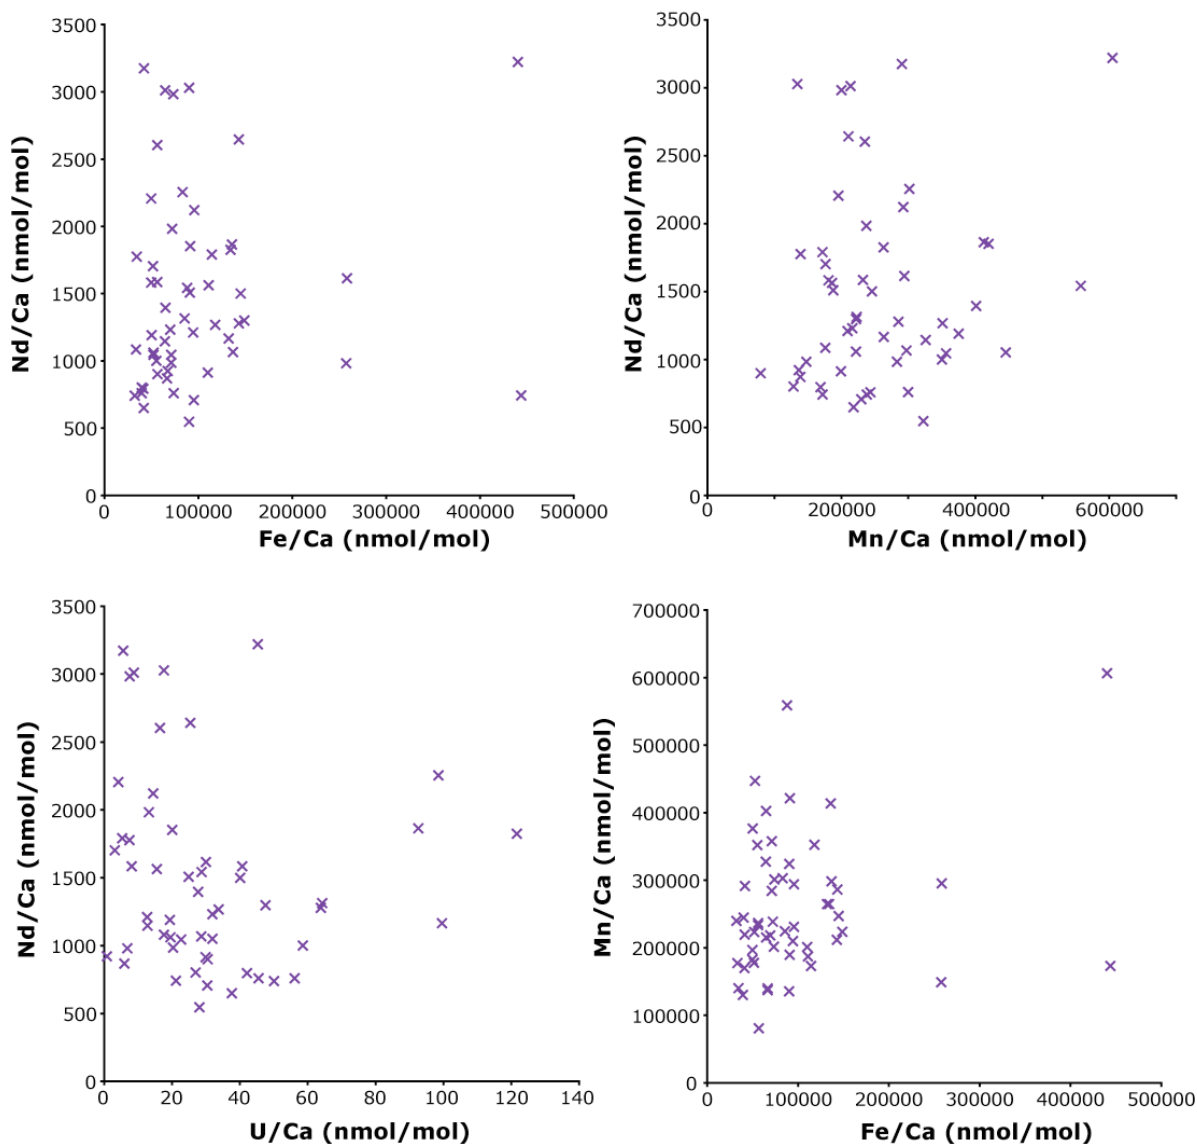 3500
3000
2500
2000
1500
1000
500
0
Nd/Ca (nmol/mol)
0 100000 200000 300000 400000 500000
Fe/Ca (nmol/mol)
3500
3000
2500
2000
1500
1000
500
0
Nd/Ca (nmol/mol)
0 200000 400000 600000
Mn/Ca (nmol/mol)
3500
3000
2500
2000
1500
1000
500
0
Nd/Ca (nmol/mol)
0 20 40 60 80 100 120 140
U/Ca (nmol/mol)
700000
600000
500000
400000
300000
200000
100000
0
Mn/Ca (nmol/mol)
0 100000 200000 300000 400000 500000
Fe/Ca (nmol/mol)